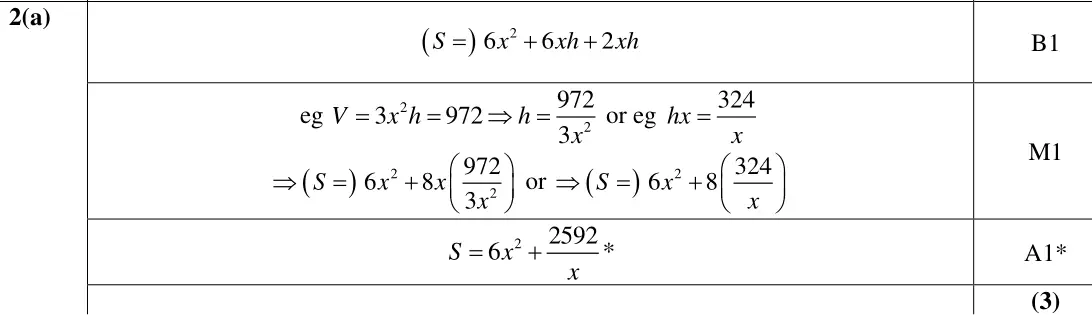 2(a)
(S =) 6x² + 6xh + 2xh B1
eg V = 3x²h = 972 ⇒ h = 972/3x² or eg hx = 324/x
⇒ (S =) 6x² + 8x(972/3x²) or ⇒ (S =) 6x² + 8(324/x) M1
S = 6x² + 2592/x * A1*
(3)